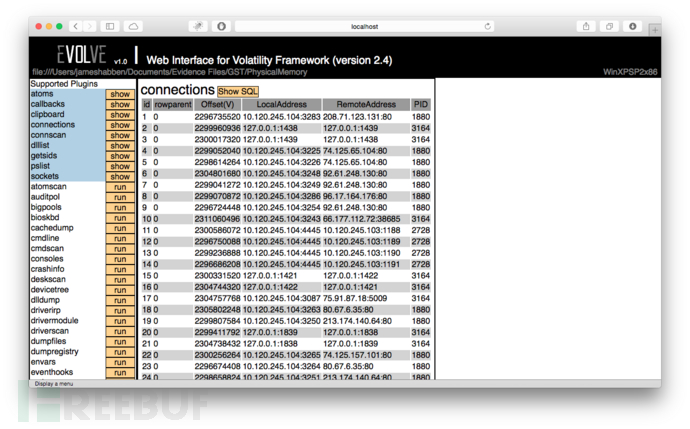 localhost
EVOLVE v1.0 Web Interface for Volatility Framework (version 2.4)
file:///Users/jameshabben/Documents/Evidence Files/GST/PhysicalMemory WinXPSP2x86
Supported Plugins
atoms show
callbacks show
clipboard show
connections show
connscan show
dlllist show
getsids show
pslist show
sockets show
atomscan run
auditpol run
bigpools run
bioskbd run
cachedump run
cmdline run
cmdscan run
consoles run
crashinfo run
deskscan run
devicetree run
dlldump run
driverirp run
drivermodule run
driverscan run
dumpfiles run
dumpregistry run
envars run
eventhooks run
connections Show SQL
id rowparent Offset(V) LocalAddress RemoteAddress PID
1 0 2296735520 10.120.245.104:3283 208.71.123.131:80 1880
2 0 2299960936 127.0.0.1:1438 127.0.0.1:1439 3164
3 0 2300017320 127.0.0.1:1439 127.0.0.1:1438 3164
4 0 2299052040 10.120.245.104:3225 74.125.65.104:80 1880
5 0 2298614264 10.120.245.104:3226 74.125.65.104:80 1880
6 0 2304801680 10.120.245.104:3248 92.61.248.130:80 1880
7 0 2299041272 10.120.245.104:3249 92.61.248.130:80 1880
8 0 2299070872 10.120.245.104:3286 96.17.164.176:80 1880
9 0 2296724448 10.120.245.104:3254 92.61.248.130:80 1880
10 0 2311060496 10.120.245.104:3243 66.177.112.72:38685 3164
11 0 2300586072 10.120.245.104:4445 10.120.245.103:1188 2728
12 0 2296750088 10.120.245.104:4445 10.120.245.103:1189 2728
13 0 2299236888 10.120.245.104:4445 10.120.245.103:1190 2728
14 0 2296686208 10.120.245.104:4445 10.120.245.103:1191 2728
15 0 2300331520 127.0.0.1:1421 127.0.0.1:1422 3164
16 0 2304744320 127.0.0.1:1422 127.0.0.1:1421 3164
17 0 2304757768 10.120.245.104:3087 75.91.87.18:5009 3164
18 0 2305802248 10.120.245.104:3263 80.67.6.35:80 1880
19 0 2299807584 10.120.245.104:3250 213.174.140.64:80 1880
20 0 2299411792 127.0.0.1:1839 127.0.0.1:1838 3164
21 0 2304738432 127.0.0.1:1838 127.0.0.1:1839 3164
22 0 2300256264 10.120.245.104:3265 74.125.157.101:80 1880
23 0 2296674408 10.120.245.104:3264 80.67.6.35:80 1880
24 0 2298658824 10.120.245.104:3251 213.174.140.64:80 1880
Display a menu
FREEBUF